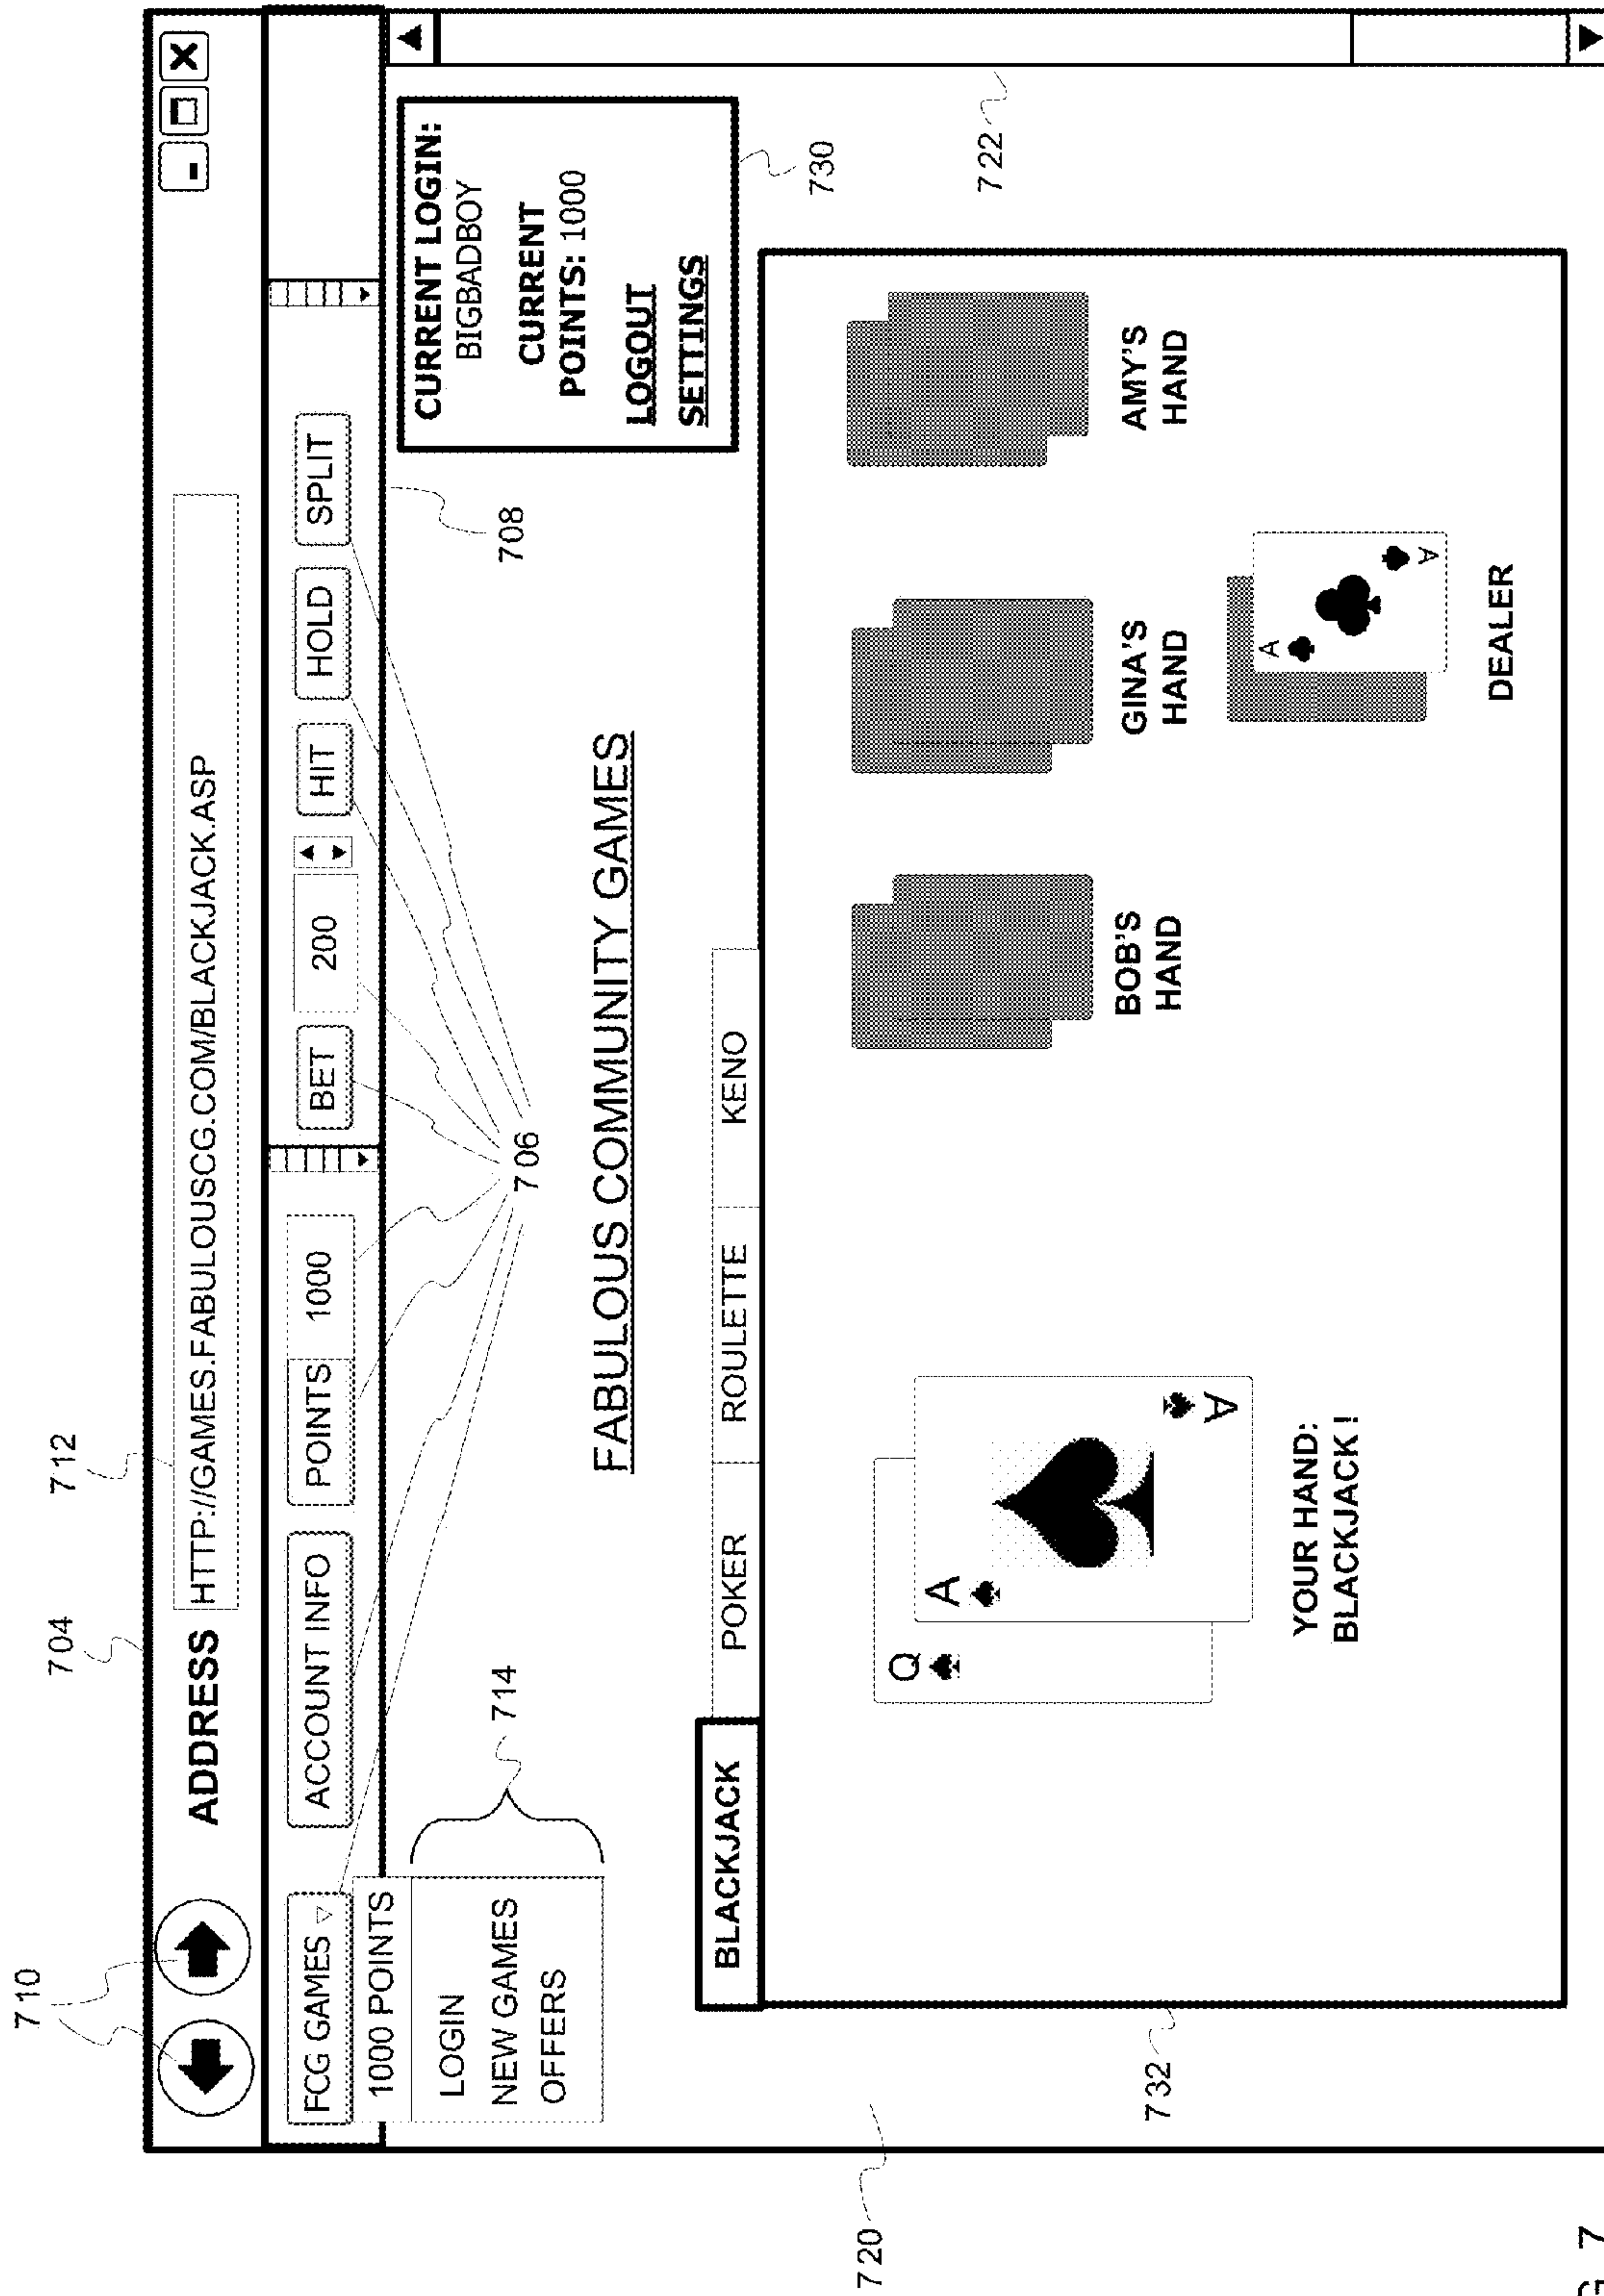 710
704
712
ADDRESS
HTTP://GAMES.FABULOUSCG.COM/BLACKJACK.ASP
FCG GAMES
ACCOUNT INFO
POINTS
1000
BET
200
HIT
HOLD
SPLIT
1000 POINTS
LOGIN
NEW GAMES
OFFERS
714
706
708
CURRENT LOGIN:
BIGBADBOY
CURRENT
POINTS: 1000
LOGOUT
SETTINGS
730
722
FABULOUS COMMUNITY GAMES
BLACKJACK
POKER
ROULETTE
KENO
Q
A
A
YOUR HAND:
BLACKJACK!
BOB'S
HAND
GINA'S
HAND
AMY'S
HAND
A
A
DEALER
720
732